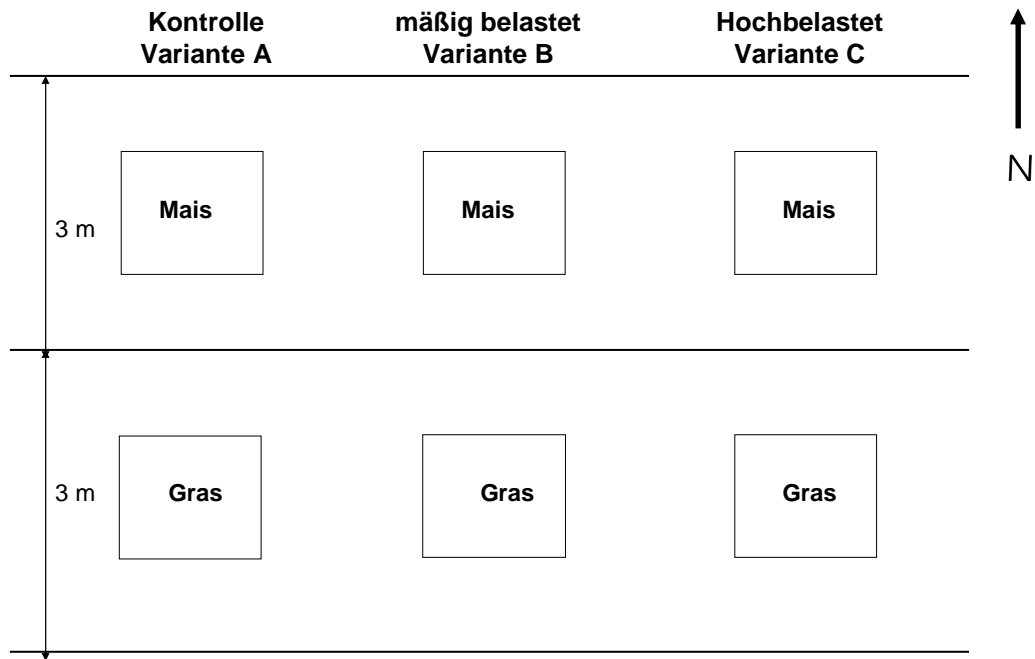 Kontrolle
Variante A
mäßig belastet
Variante B
Hochbelastet
Variante C
N
3 m
Mais
Mais
Mais
3 m
Gras
Gras
Gras